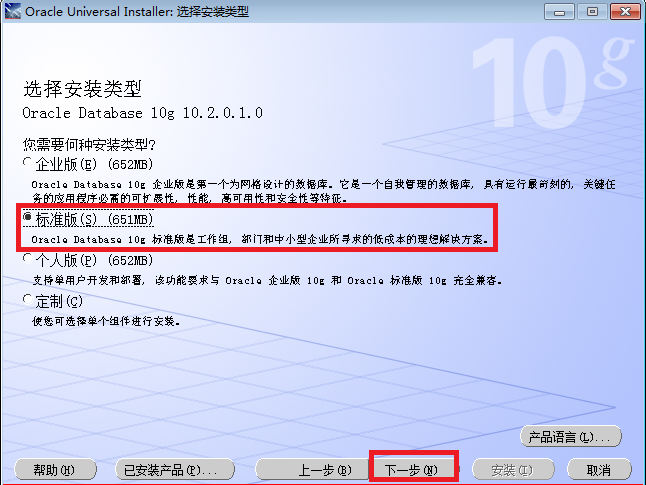 Oracle Universal Installer: 选择安装类型
10g
选择安装类型
Oracle Database 10g 10.2.0.1.0
您需要何种安装类型?
企业版(E) (652MB)
Oracle Database 10g 企业版是第一个为网格设计的数据库。它是一个自我管理的数据库, 具有运行最苛刻的, 关键任
务的应用程序必需的可扩展性, 性能, 高可用性和安全性等特征。
标准版(S) (651MB)
Oracle Database 10g 标准版是工作组, 部门和中小型企业所寻求的低成本的理想解决方案。
个人版(P) (652MB)
支持单用户开发和部署, 该功能要求与 Oracle 企业版 10g 和 Oracle 标准版 10g 完全兼容。
定制(C)
使您可选择单个组件进行安装。
产品语言(L)...
帮助(H) 已安装产品(P)... 上一步(B) 下一步(N) 安装(I) 取消